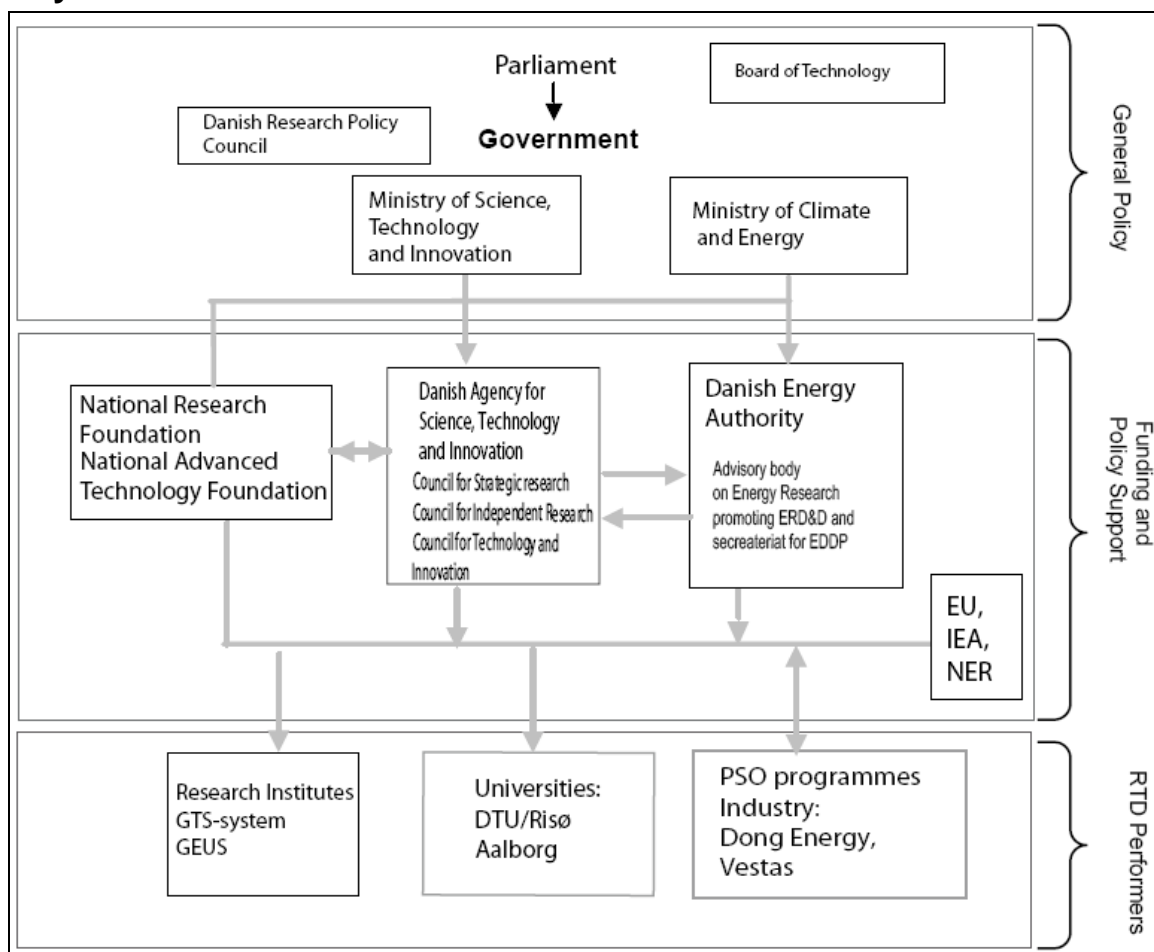 Parliament
Board of Technology
Danish Research Policy
Council
Government
Ministry of Science,
Technology
and Innovation
Ministry of Climate
and Energy
General Policy
National Research
Foundation
National Advanced
Technology Foundation
Danish Agency for
Science, Technology
and Innovation
Council for Strategic research
Council for Independent Research
Council for Technology and
Innovation
Danish Energy
Authority
Advisory body
on Energy Research
promoting ERD&D and
secreateriat for EDDP
EU,
IEA,
NER
Funding and
Policy Support
Research Institutes
GTS-system
GEUS
Universities:
DTU/Risø
Aalborg
PSO programmes
Industry:
Dong Energy,
Vestas
RTD Performers